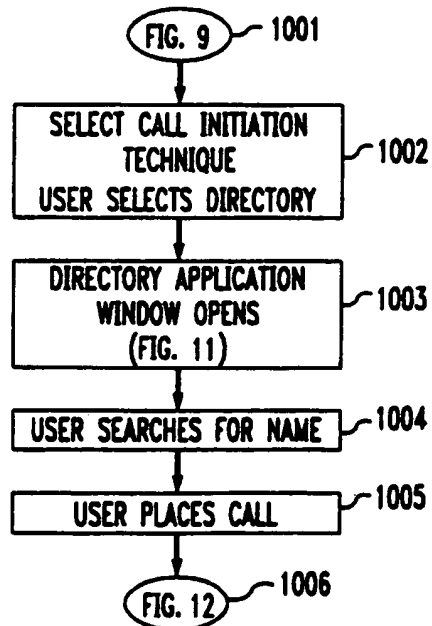 FIG. 9
1001
SELECT CALL INITIATION
TECHNIQUE
USER SELECTS DIRECTORY
1002
DIRECTORY APPLICATION
WINDOW OPENS
(FIG. 11)
1003
USER SEARCHES FOR NAME
1004
USER PLACES CALL
1005
FIG. 12
1006